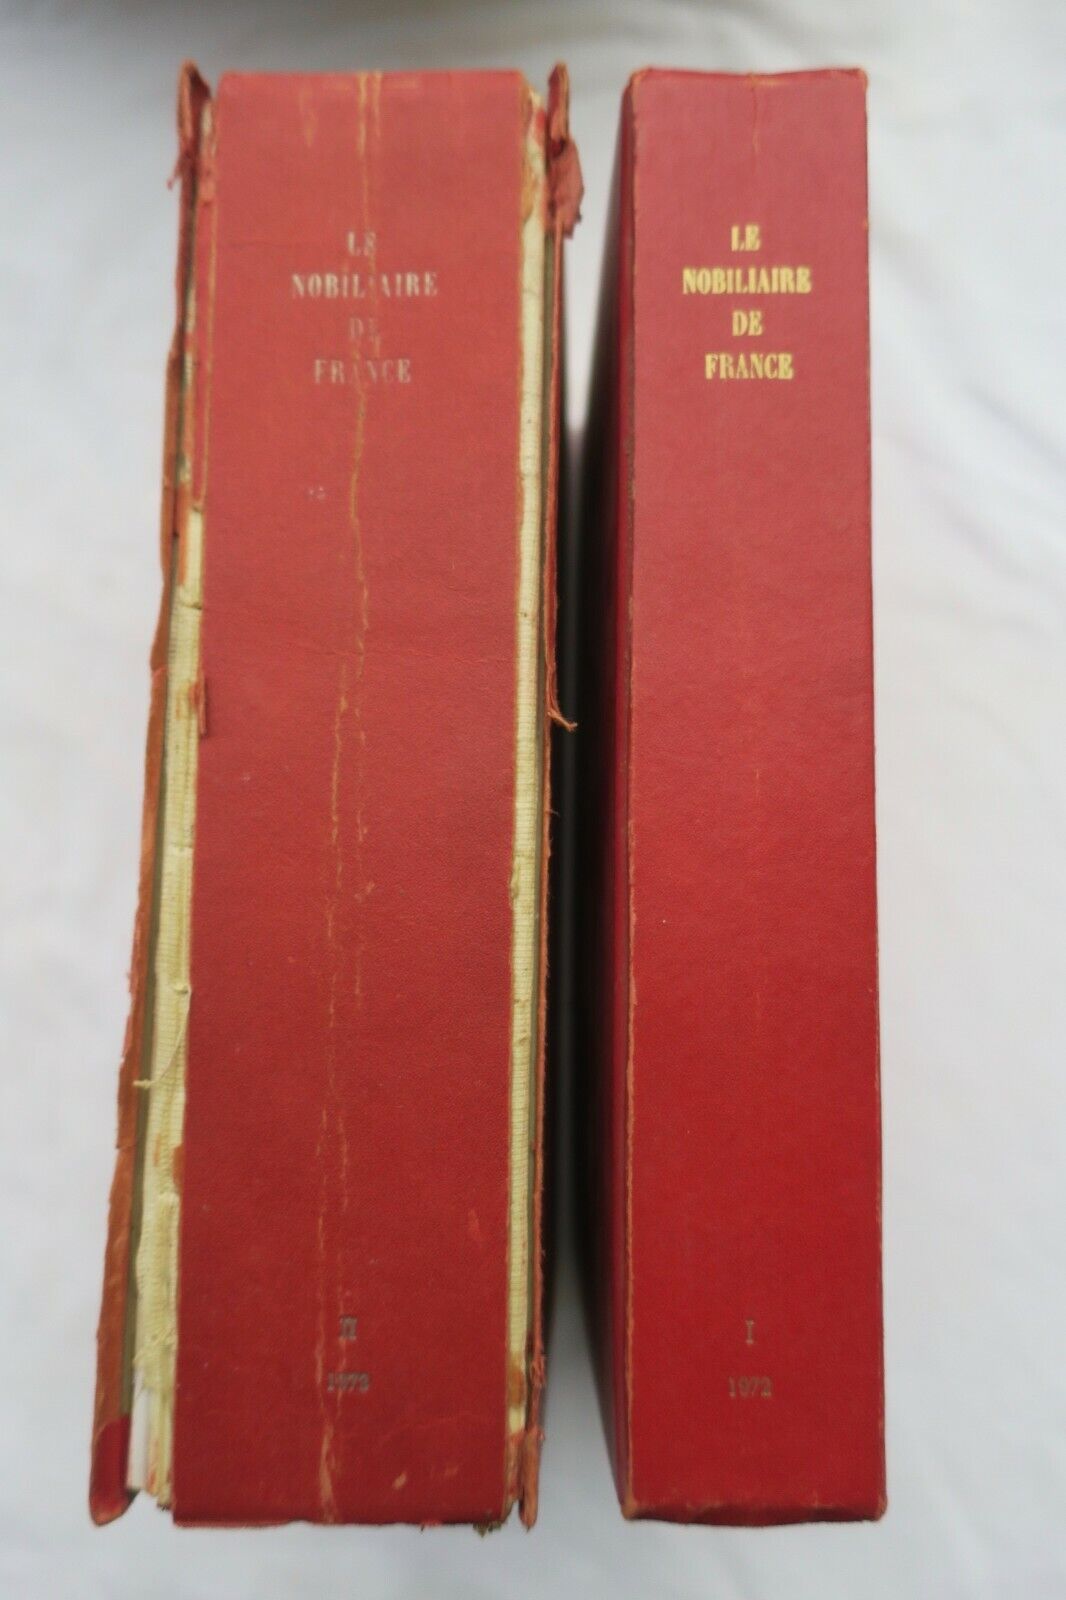 LE
NOBILIAIRE
DE
FRANCE
II
1973
LE
NOBILIAIRE
DE
FRANCE
I
1972